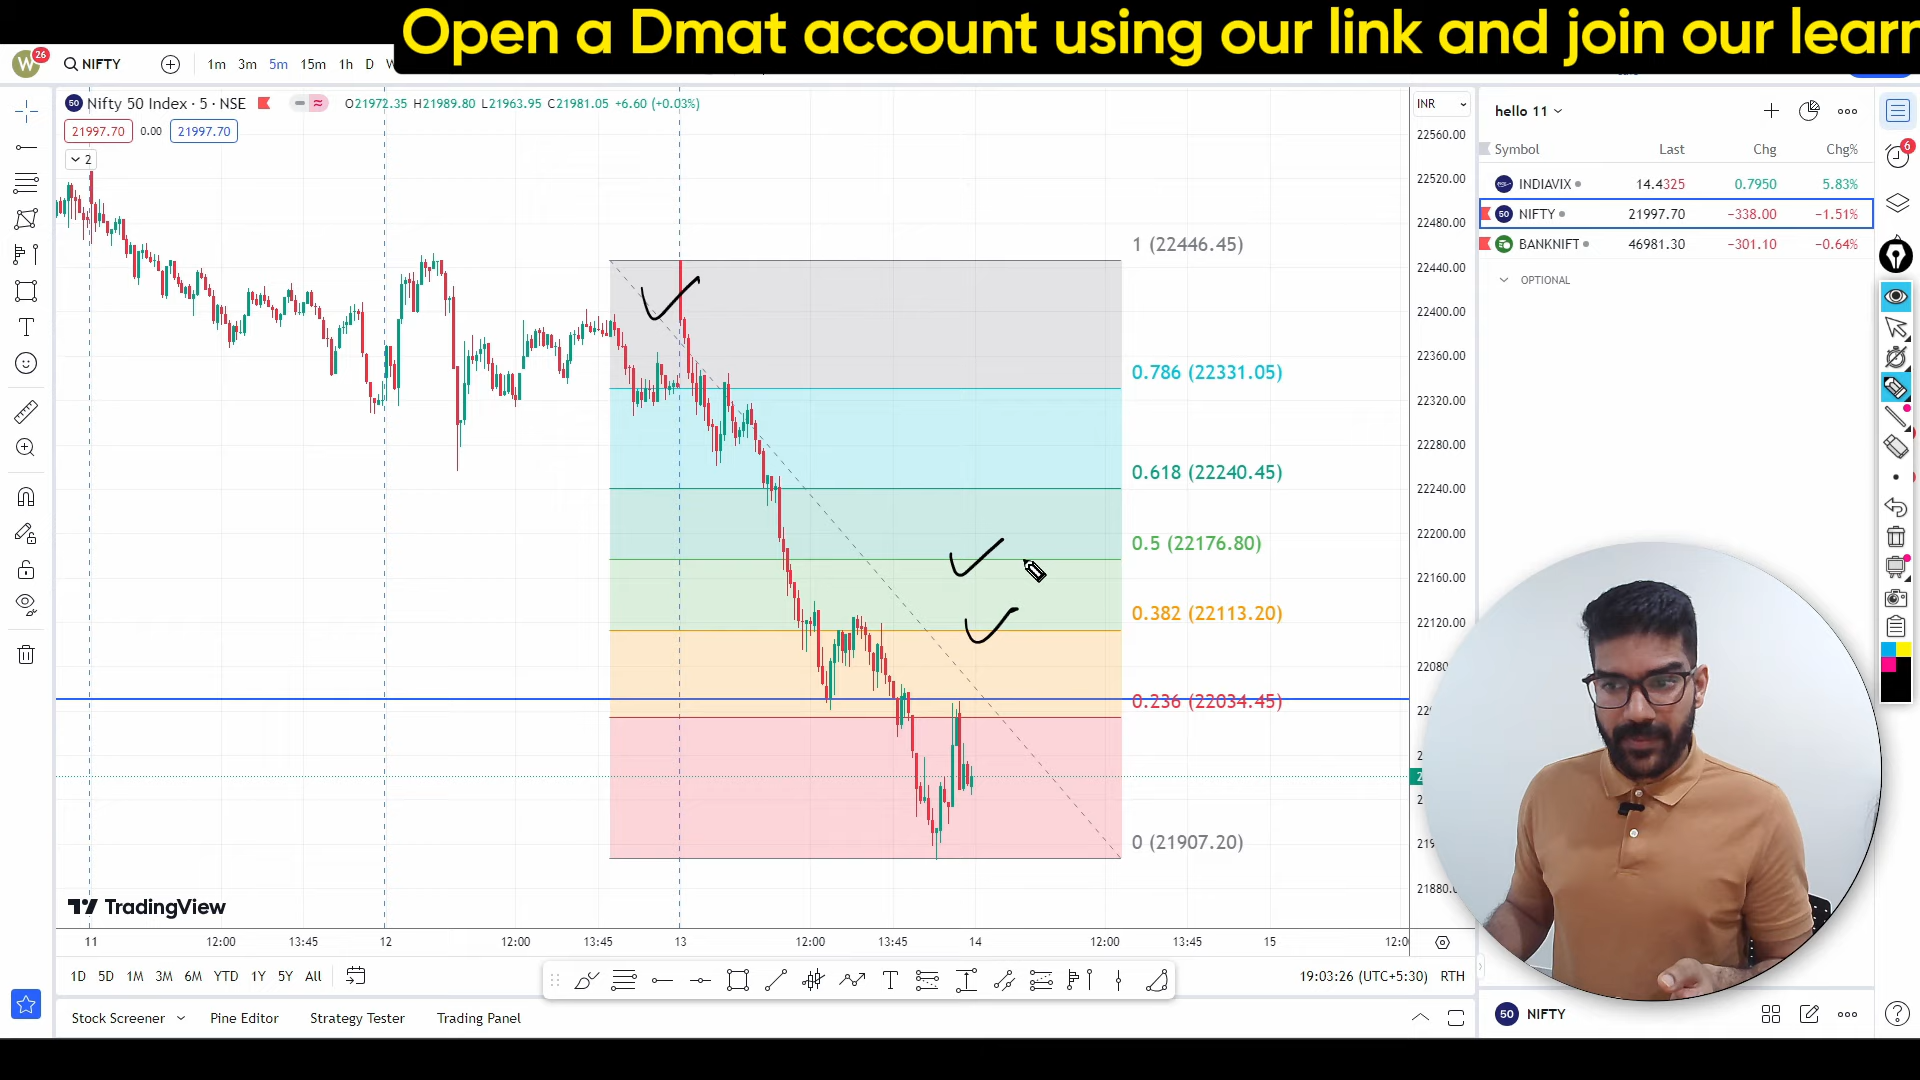 Open a Dmat account using our link and join our learn
W 26 NIFTY 1m 3m 5m 15m 1h D
Nifty 50 Index · 5 · NSE O21972.35 H21989.80 L21963.95 C21981.05 +6.60 (+0.03%)
21997.70 0.00 21997.70
2
INR
22560.00
22520.00
22480.00
22440.00
22400.00
22360.00
22320.00
22280.00
22240.00
22200.00
22160.00
22120.00
22080
21880.
1 (22446.45)
0.786 (22331.05)
0.618 (22240.45)
0.5 (22176.80)
0.382 (22113.20)
0.236 (22034.45)
0 (21907.20)
TradingView
11 12:00 13:45 12 12:00 13:45 13 12:00 13:45 14 12:00 13:45 15 12:0
1D 5D 1M 3M 6M YTD 1Y 5Y All
19:03:26 (UTC+5:30) RTH
Stock Screener Pine Editor Strategy Tester Trading Panel
hello 11
Symbol Last Chg Chg%
INDIAVIX 14.4325 0.7950 5.83%
50 NIFTY 21997.70 −338.00 −1.51%
BANKNIFT 46981.30 −301.10 −0.64%
OPTIONAL
50 NIFTY
6